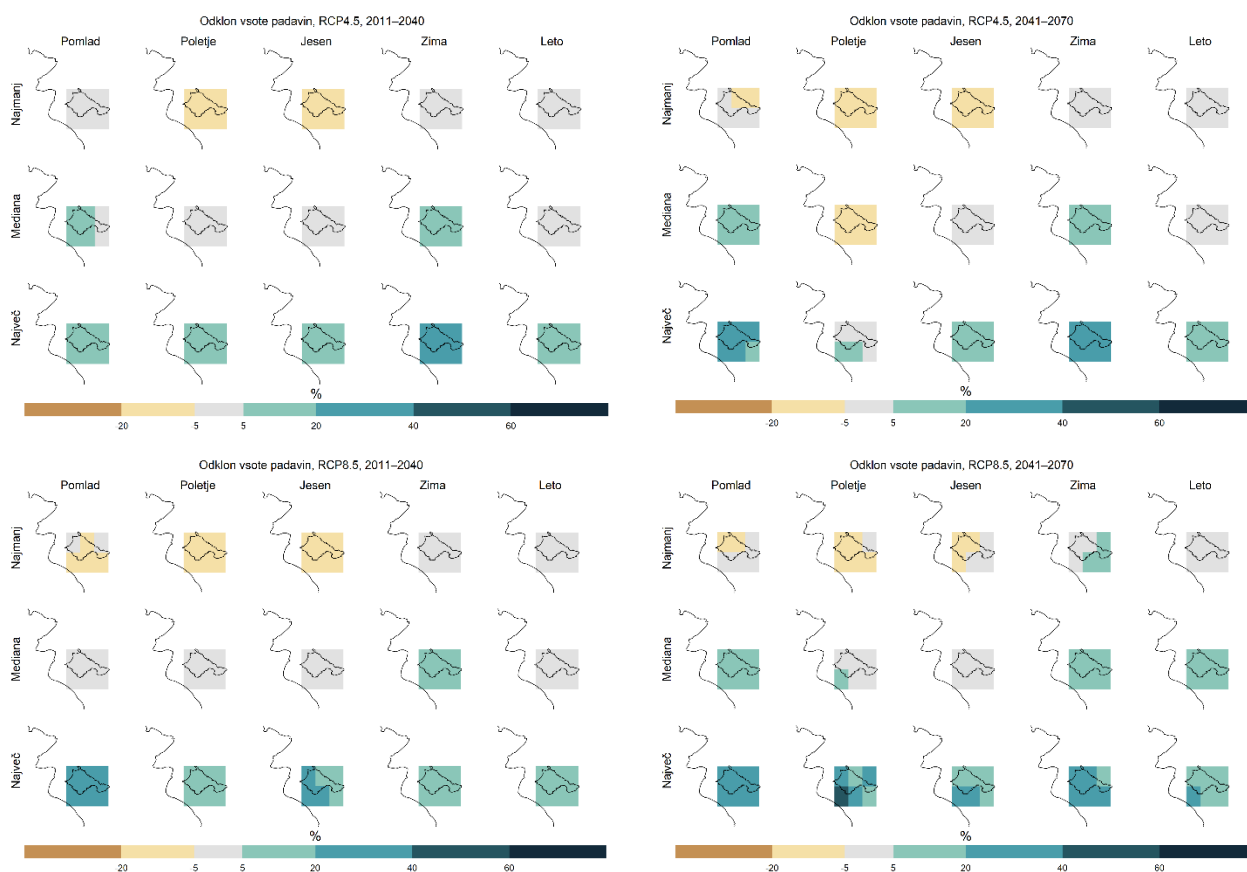 Odklon vsote padavin, RCP4.5, 2011–2040
Pomlad Poletje Jesen Zima Leto
Najmanj
Mediana
Največ
%
20 5 5 20 40 60
Odklon vsote padavin, RCP4.5, 2041–2070
Pomlad Poletje Jesen Zima Leto
Najmanj
Mediana
Največ
%
-20 -5 5 20 40 60
Odklon vsote padavin, RCP8.5, 2011–2040
Pomlad Poletje Jesen Zima Leto
Najmanj
Mediana
Največ
%
20 5 5 20 40 60
Odklon vsote padavin, RCP8.5, 2041–2070
Pomlad Poletje Jesen Zima Leto
Najmanj
Mediana
Največ
%
-20 -5 5 20 40 60